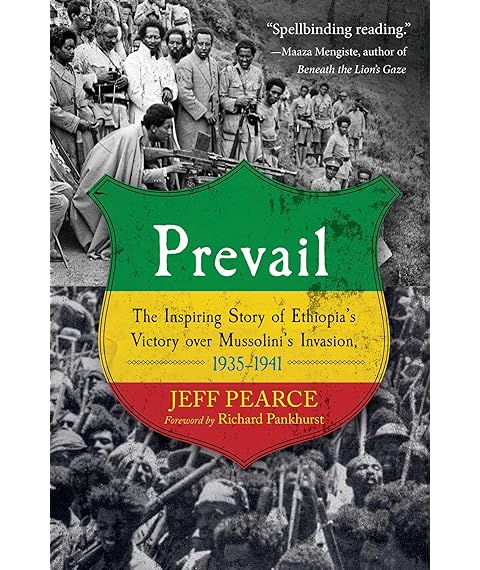 “Spellbinding reading.”
—Maaza Mengiste, author of
Beneath the Lion’s Gaze
Prevail
The Inspiring Story of Ethiopia’s
Victory over Mussolini’s Invasion,
1935–1941
JEFF PEARCE
Foreword by Richard Pankhurst